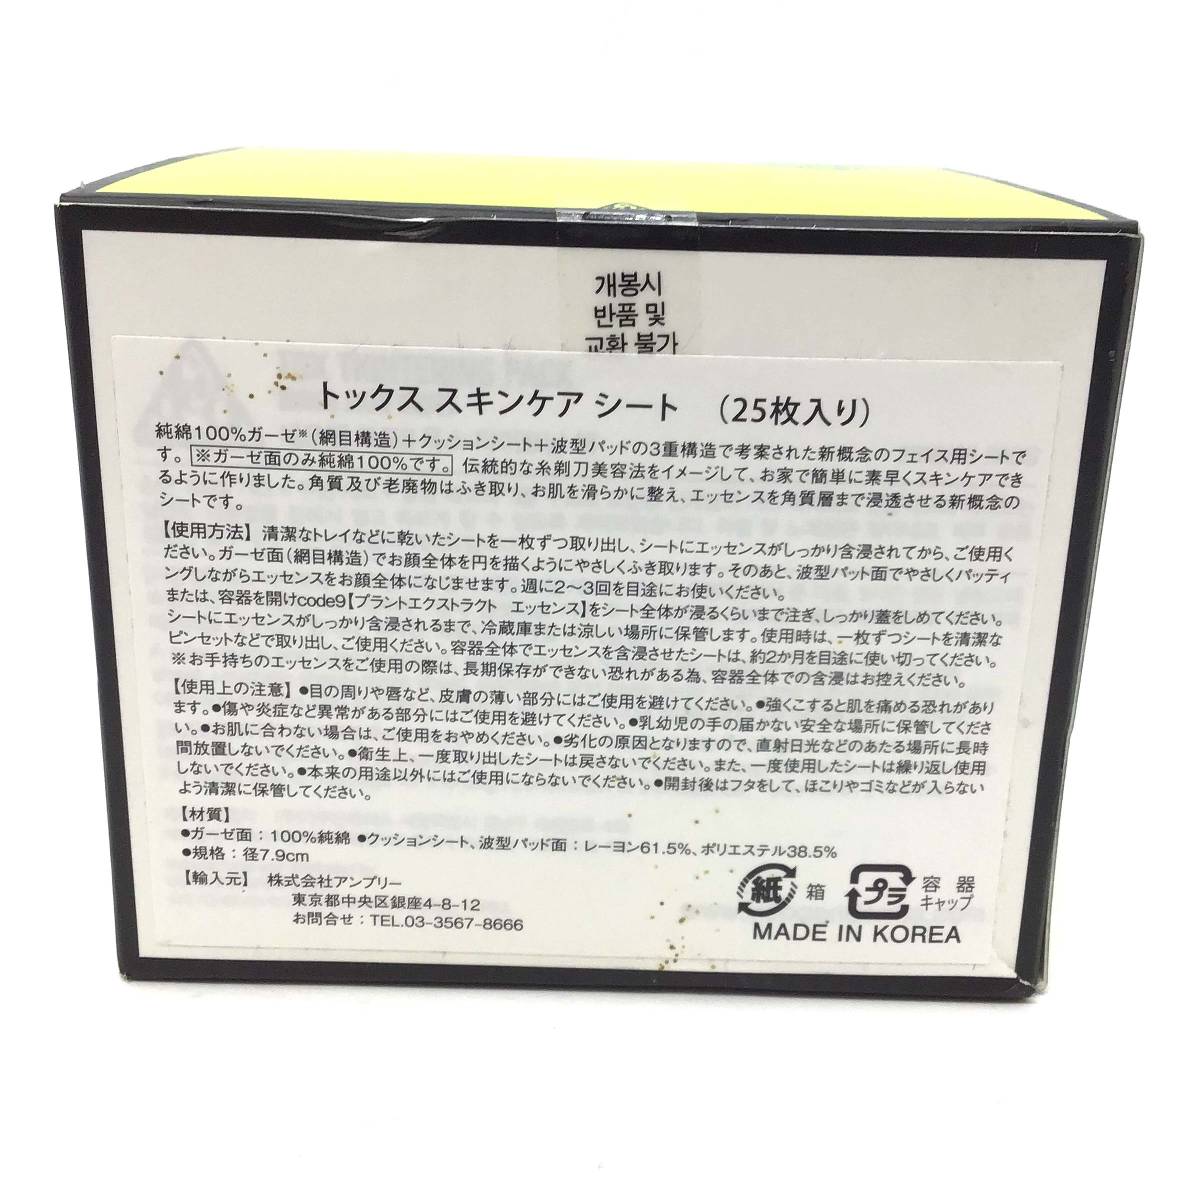 개봉시
반품 및
교환 불가
トックス スキンケア シート （25枚入り）
純綿100%ガーゼ※（網目構造）＋クッションシート＋波型パッドの3重構造で考案された新概念のフェイス用シートで
す。※ガーゼ面のみ純綿100%です。伝統的な糸剃刀美容法をイメージして、お家で簡単に素早くスキンケアでき
るように作りました。角質及び老廃物はふき取り、お肌を滑らかに整え、エッセンスを角質層まで浸透させる新概念の
シートです。
【使用方法】清潔なトレイなどに乾いたシートを一枚ずつ取り出し、シートにエッセンスがしっかり含浸されてから、ご使用く
ださい。ガーゼ面（網目構造）でお顔全体を円を描くようにやさしくふき取ります。そのあと、波型パット面でやさしくパッティ
ングしながらエッセンスをお顔全体になじませます。週に2～3回を目途にお使いください。
または、容器を開けcode9【プラントエクストラクト エッセンス】をシート全体が浸るくらいまで注ぎ、しっかり蓋をしめてください。
シートにエッセンスがしっかり含浸されるまで、冷蔵庫または涼しい場所に保管します。使用時は、一枚ずつシートを清潔な
ピンセットなどで取り出し、ご使用ください。容器全体でエッセンスを含浸させたシートは、約2か月を目途に使い切ってください。
※お手持ちのエッセンスをご使用の際は、長期保存ができない恐れがある為、容器全体での含浸はお控えください。
【使用上の注意】●目の周りや唇など、皮膚の薄い部分にはご使用を避けてください。●強くこすると肌を痛める恐れがあり
ます。●傷や炎症など異常がある部分にはご使用を避けてください。●乳幼児の手の届かない安全な場所に保管してくださ
い。●お肌に合わない場合は、ご使用をおやめください。●劣化の原因となりますので、直射日光などのあたる場所に長時
間放置しないでください。●衛生上、一度取り出したシートは戻さないでください。また、一度使用したシートは繰り返し使用
しないでください。●本来の用途以外にはご使用にならないでください。●開封後はフタをして、ほこりやゴミなどが入らない
よう清潔に保管してください。
【材質】
●ガーゼ面：100%純綿 ●クッションシート、波型パッド面：レーヨン61.5%、ポリエステル38.5%
●規格：径7.9cm
【輸入元】 株式会社アンプリー
東京都中央区銀座4-8-12
お問合せ：TEL.03-3567-8666
紙 箱 プラ 容器
キャップ
MADE IN KOREA